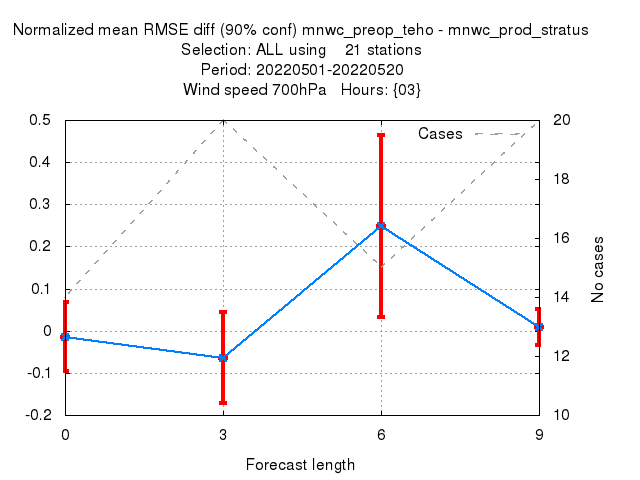 Normalized mean RMSE diff (90% conf) mnwc_preop_teho - mnwc_prod_stratus
Selection: ALL using 21 stations
Period: 20220501-20220520
Wind speed 700hPa Hours: {03}
Cases
0.5
0.4
0.3
0.2
0.1
0
-0.1
-0.2
20
18
16
14
12
10
No cases
0 3 6 9
Forecast length